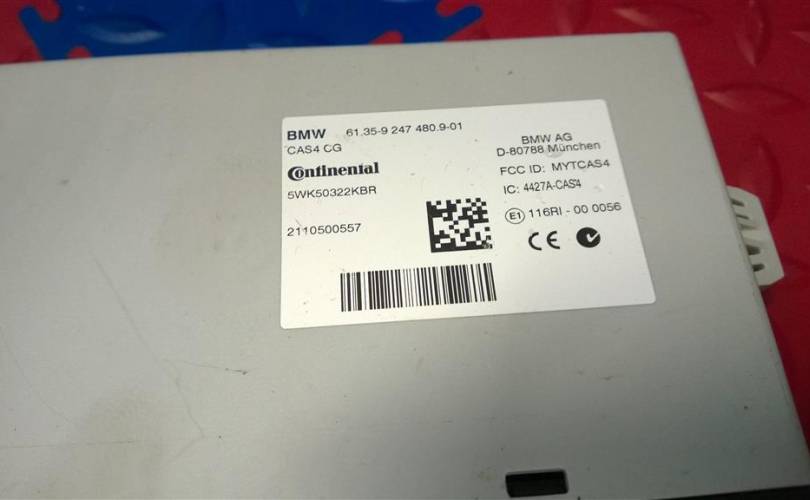 BMW 61.35-9 247 480.9-01
CAS4 CG
Continental
5WK50322KBR
2110500557
BMW AG
D-80788 München
FCC ID: MYTCAS4
IC: 4427A-CAS4
E1 116RI - 00 0056
CE